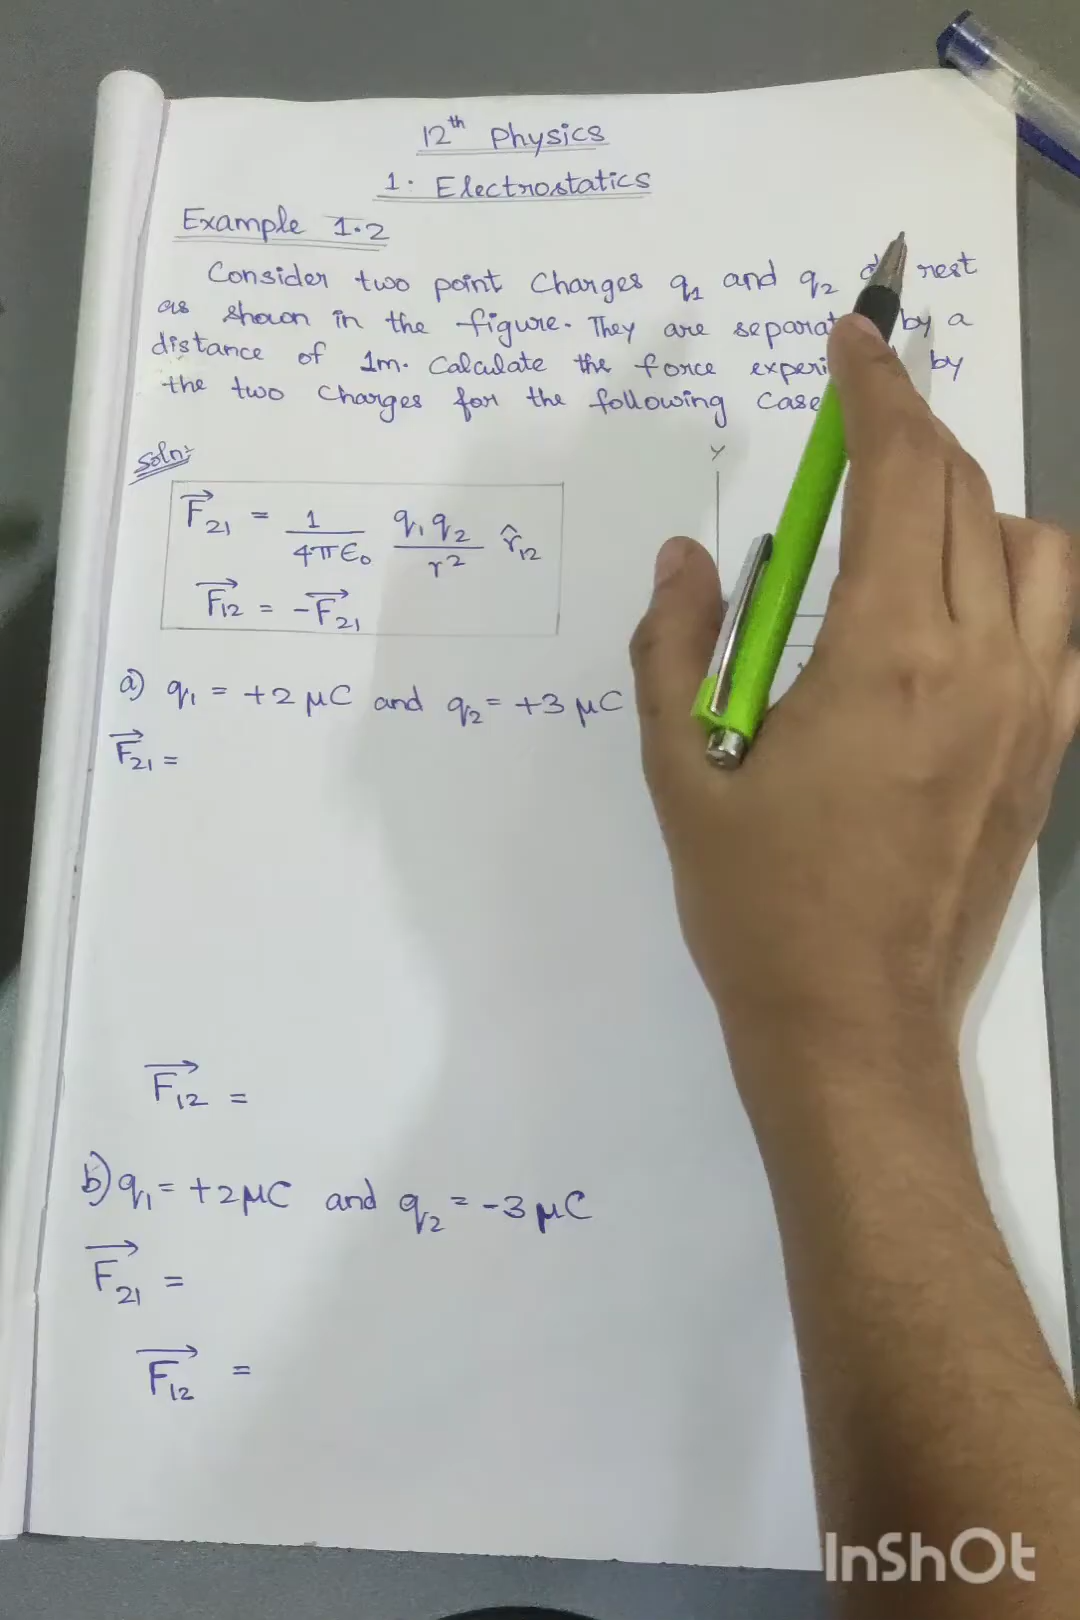 12th Physics
1. Electrostatics
Example 1.2
Consider two point Charges q1 and q2 rest
as shown in the figure. They are by a
distance of 1m. Calculate the force by
the two Charges for the following
Soln:
Y
F21 = 1/4πϵ0 q1q2/r² r̂12
F12 = -F21
a) q1 = +2 μC and q2 = +3 μC
F21 =
F12 =
b) q1 = +2μC and q2 = -3 μC
F21 =
F12 =
InShOt